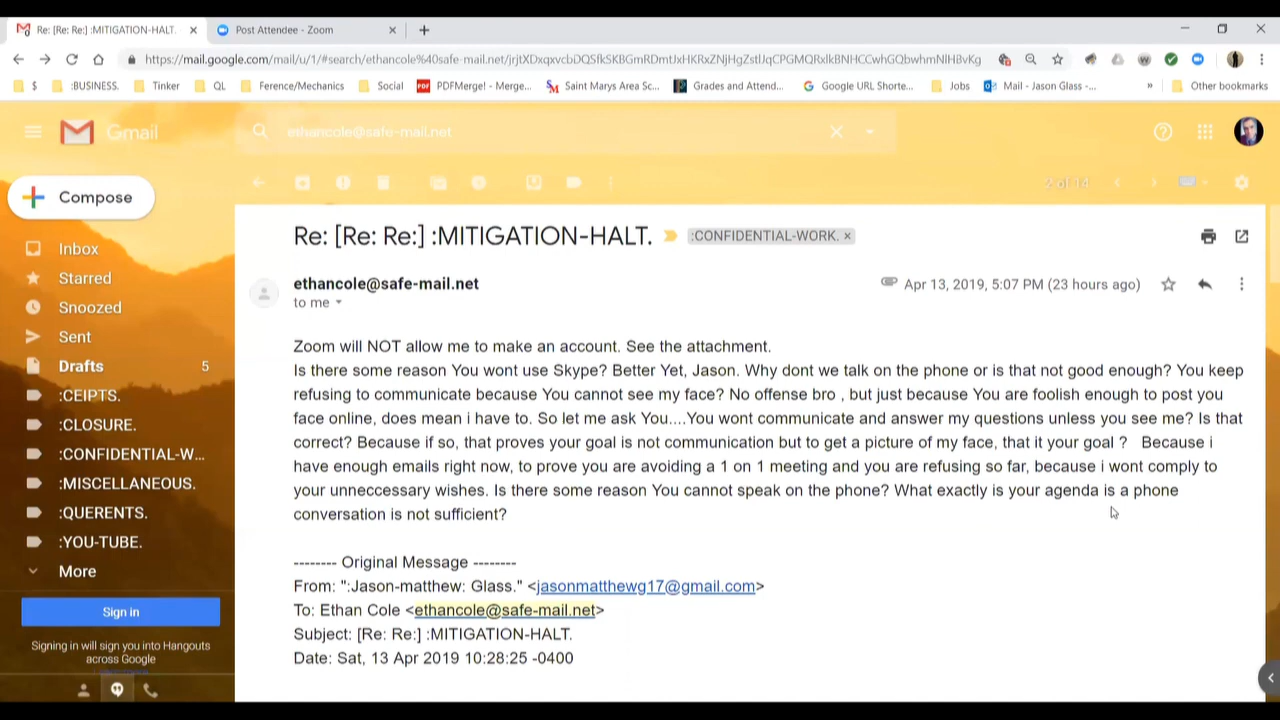 Re: [Re: Re:] :MITIGATION-HALT.
Post Attendee - Zoom
$
:BUSINESS.
Tinker
QL
Ference/Mechanics
Social
PDFMerge! - Merge...
Saint Marys Area Sc...
Grades and Attend...
Google URL Shorte...
Jobs
Mail - Jason Glass -...
»
Other bookmarks
Gmail
ethancole@safe-mail.net
2 of 14
Compose
Inbox
Starred
Snoozed
Sent
Drafts 5
:CEIPTS.
:CLOSURE.
:CONFIDENTIAL-W...
:MISCELLANEOUS.
:QUERENTS.
:YOU-TUBE.
More
Sign in
Signing in will sign you into Hangouts
across Google
Re: [Re: Re:] :MITIGATION-HALT.
:CONFIDENTIAL-WORK. ×
ethancole@safe-mail.net
Apr 13, 2019, 5:07 PM (23 hours ago)
to me
Zoom will NOT allow me to make an account. See the attachment.
Is there some reason You wont use Skype? Better Yet, Jason. Why dont we talk on the phone or is that not good enough? You keep
refusing to communicate because You cannot see my face? No offense bro , but just because You are foolish enough to post you
face online, does mean i have to. So let me ask You....You wont communicate and answer my questions unless you see me? Is that
correct? Because if so, that proves your goal is not communication but to get a picture of my face, that it your goal ? Because i
have enough emails right now, to prove you are avoiding a 1 on 1 meeting and you are refusing so far, because i wont comply to
your unneccessary wishes. Is there some reason You cannot speak on the phone? What exactly is your agenda is a phone
conversation is not sufficient?
-------- Original Message --------
From: ":Jason-matthew: Glass." <jasonmatthewg17@gmail.com>
To: Ethan Cole <ethancole@safe-mail.net>
Subject: [Re: Re:] :MITIGATION-HALT.
Date: Sat, 13 Apr 2019 10:28:25 -0400